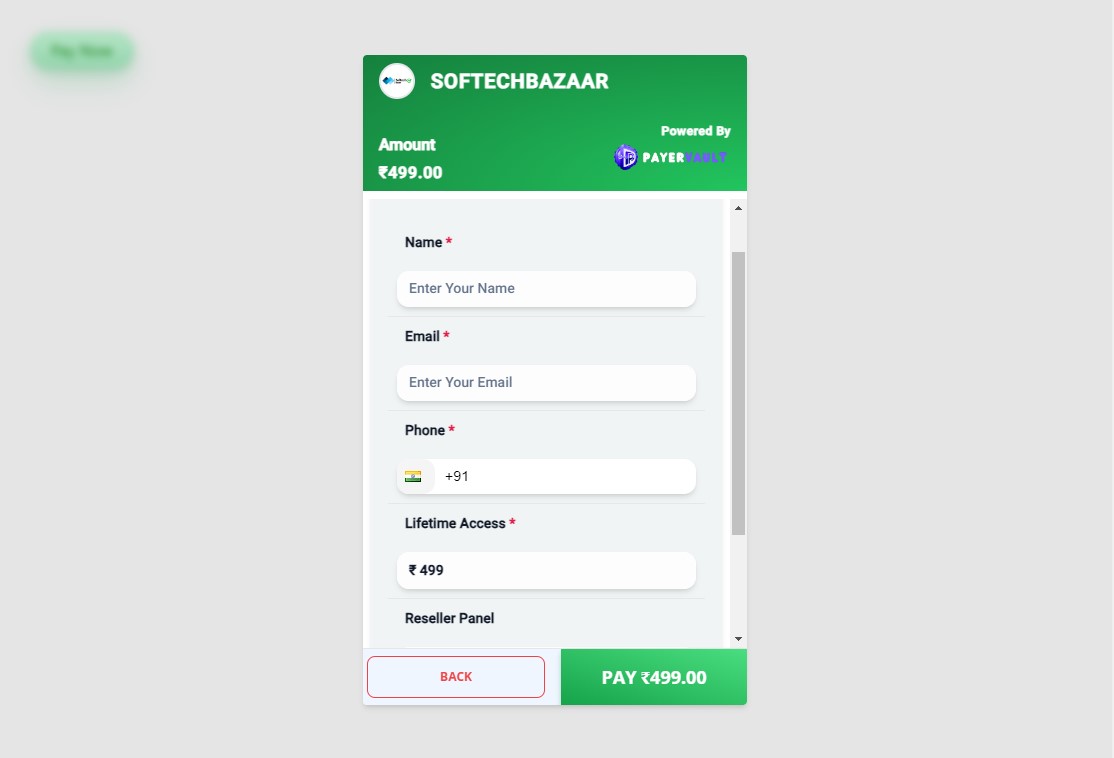 Pay Now
SOFTECHBAZAAR
Powered By
Amount
PAYERVAULT
₹499.00
Name *
Enter Your Name
Email *
Enter Your Email
Phone *
+91
Lifetime Access *
₹ 499
Reseller Panel
BACK
PAY ₹499.00